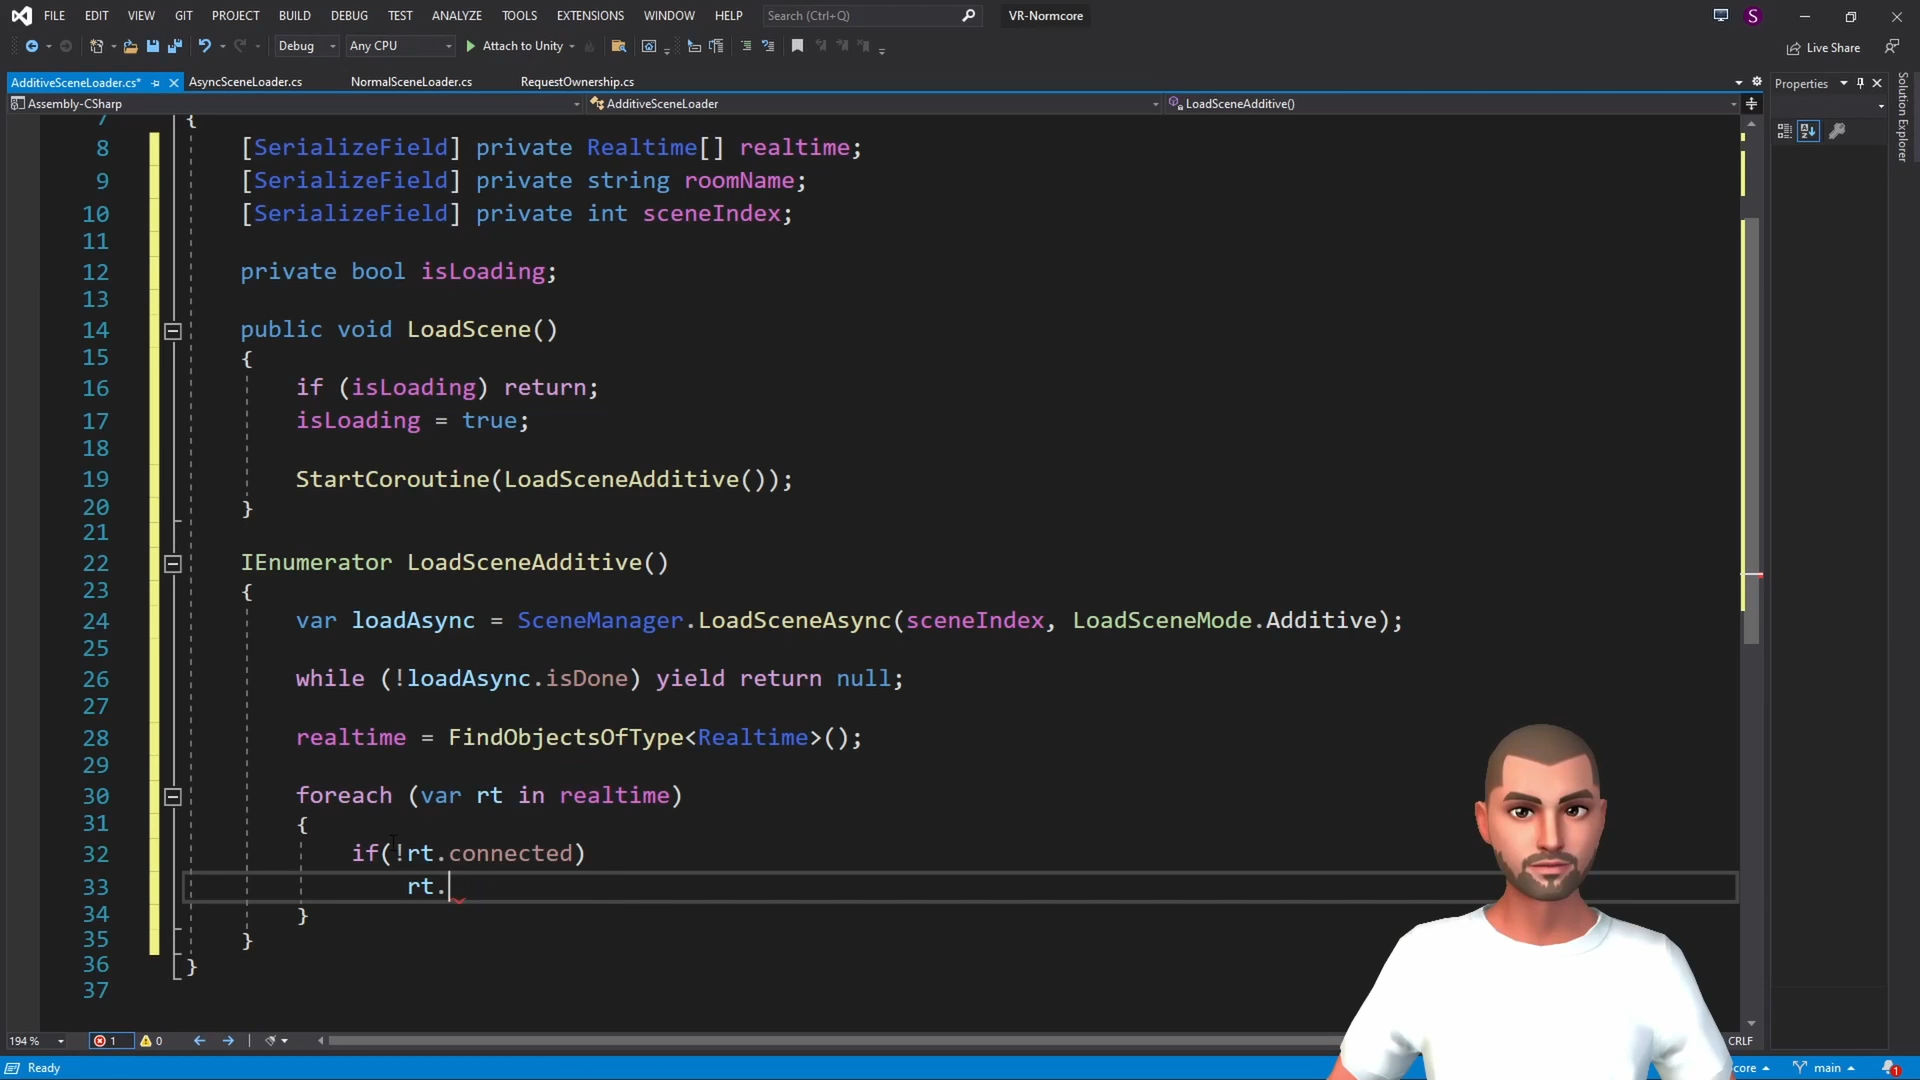 FILE EDIT VIEW GIT PROJECT BUILD DEBUG TEST ANALYZE TOOLS EXTENSIONS WINDOW HELP Search (Ctrl+Q) VR-Normcore S
Debug Any CPU Attach to Unity Live Share
AdditiveSceneLoader.cs* AsyncSceneLoader.cs NormalSceneLoader.cs RequestOwnership.cs Properties
Assembly-CSharp AdditiveSceneLoader LoadSceneAdditive()
Solution Explorer
7 {
8 [SerializeField] private Realtime[] realtime;
9 [SerializeField] private string roomName;
10 [SerializeField] private int sceneIndex;
11
12 private bool isLoading;
13
14 public void LoadScene()
15 {
16 if (isLoading) return;
17 isLoading = true;
18
19 StartCoroutine(LoadSceneAdditive());
20 }
21
22 IEnumerator LoadSceneAdditive()
23 {
24 var loadAsync = SceneManager.LoadSceneAsync(sceneIndex, LoadSceneMode.Additive);
25
26 while (!loadAsync.isDone) yield return null;
27
28 realtime = FindObjectsOfType<Realtime>();
29
30 foreach (var rt in realtime)
31 {
32 if(!rt.connected)
33 rt.
34 }
35 }
36 }
37
194 % 1 0 CRLF
Ready core main 1